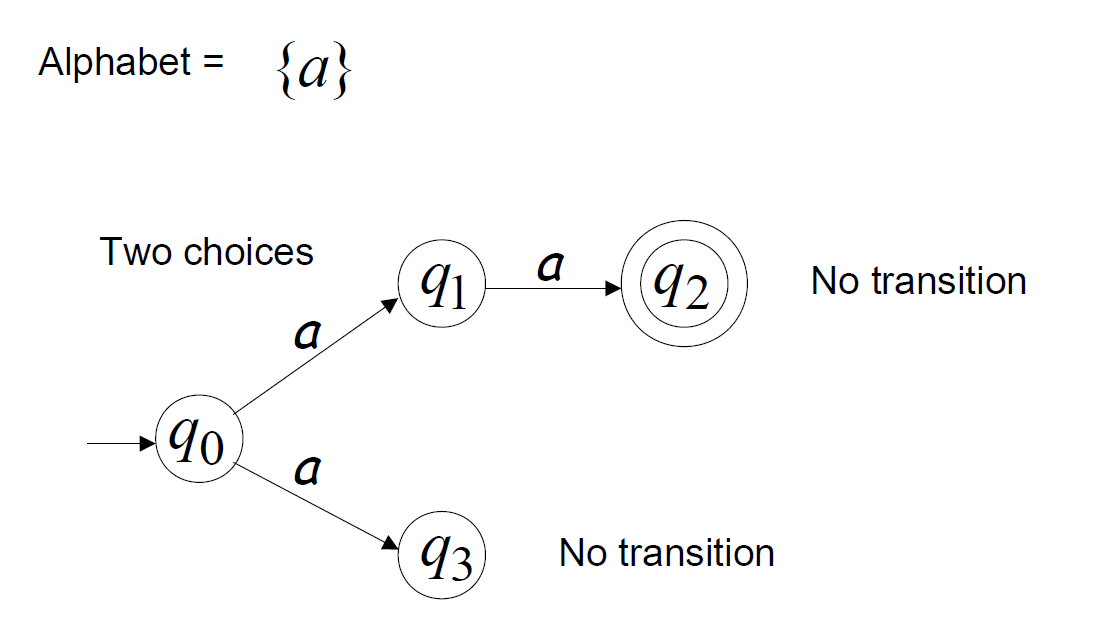 Alphabet = {a}
Two choices
q1
a
q2
No transition
a
q0
a
q3
No transition